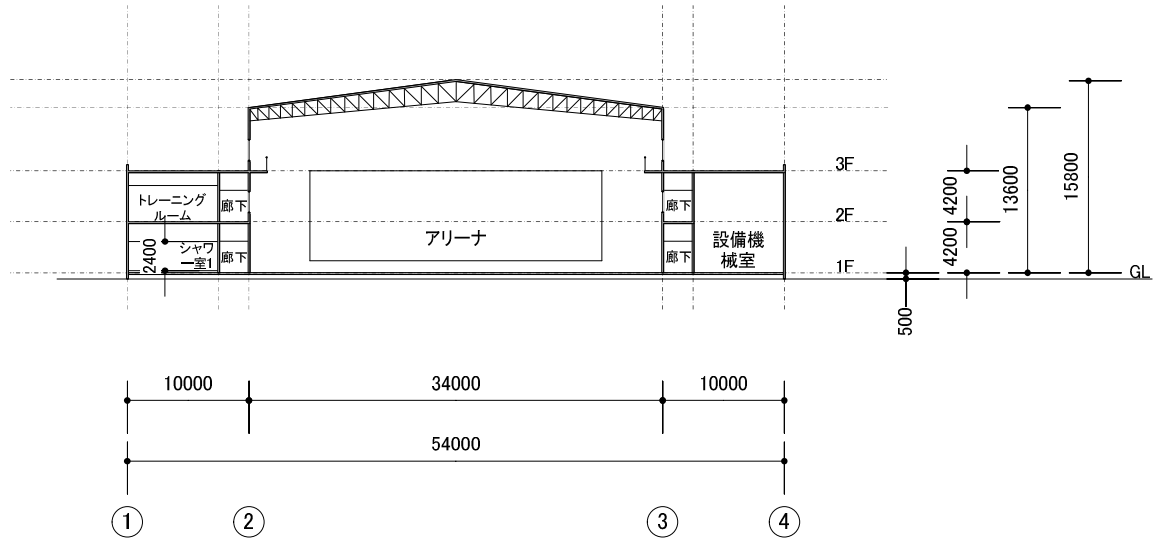 3F
トレーニング
ルーム
廊下
廊下
4200
13600
15800
2F
アリーナ
2400
シャワ
ー室1
廊下
廊下
設備機
械室
4200
1F
GL
500
10000
34000
10000
54000
1
2
3
4